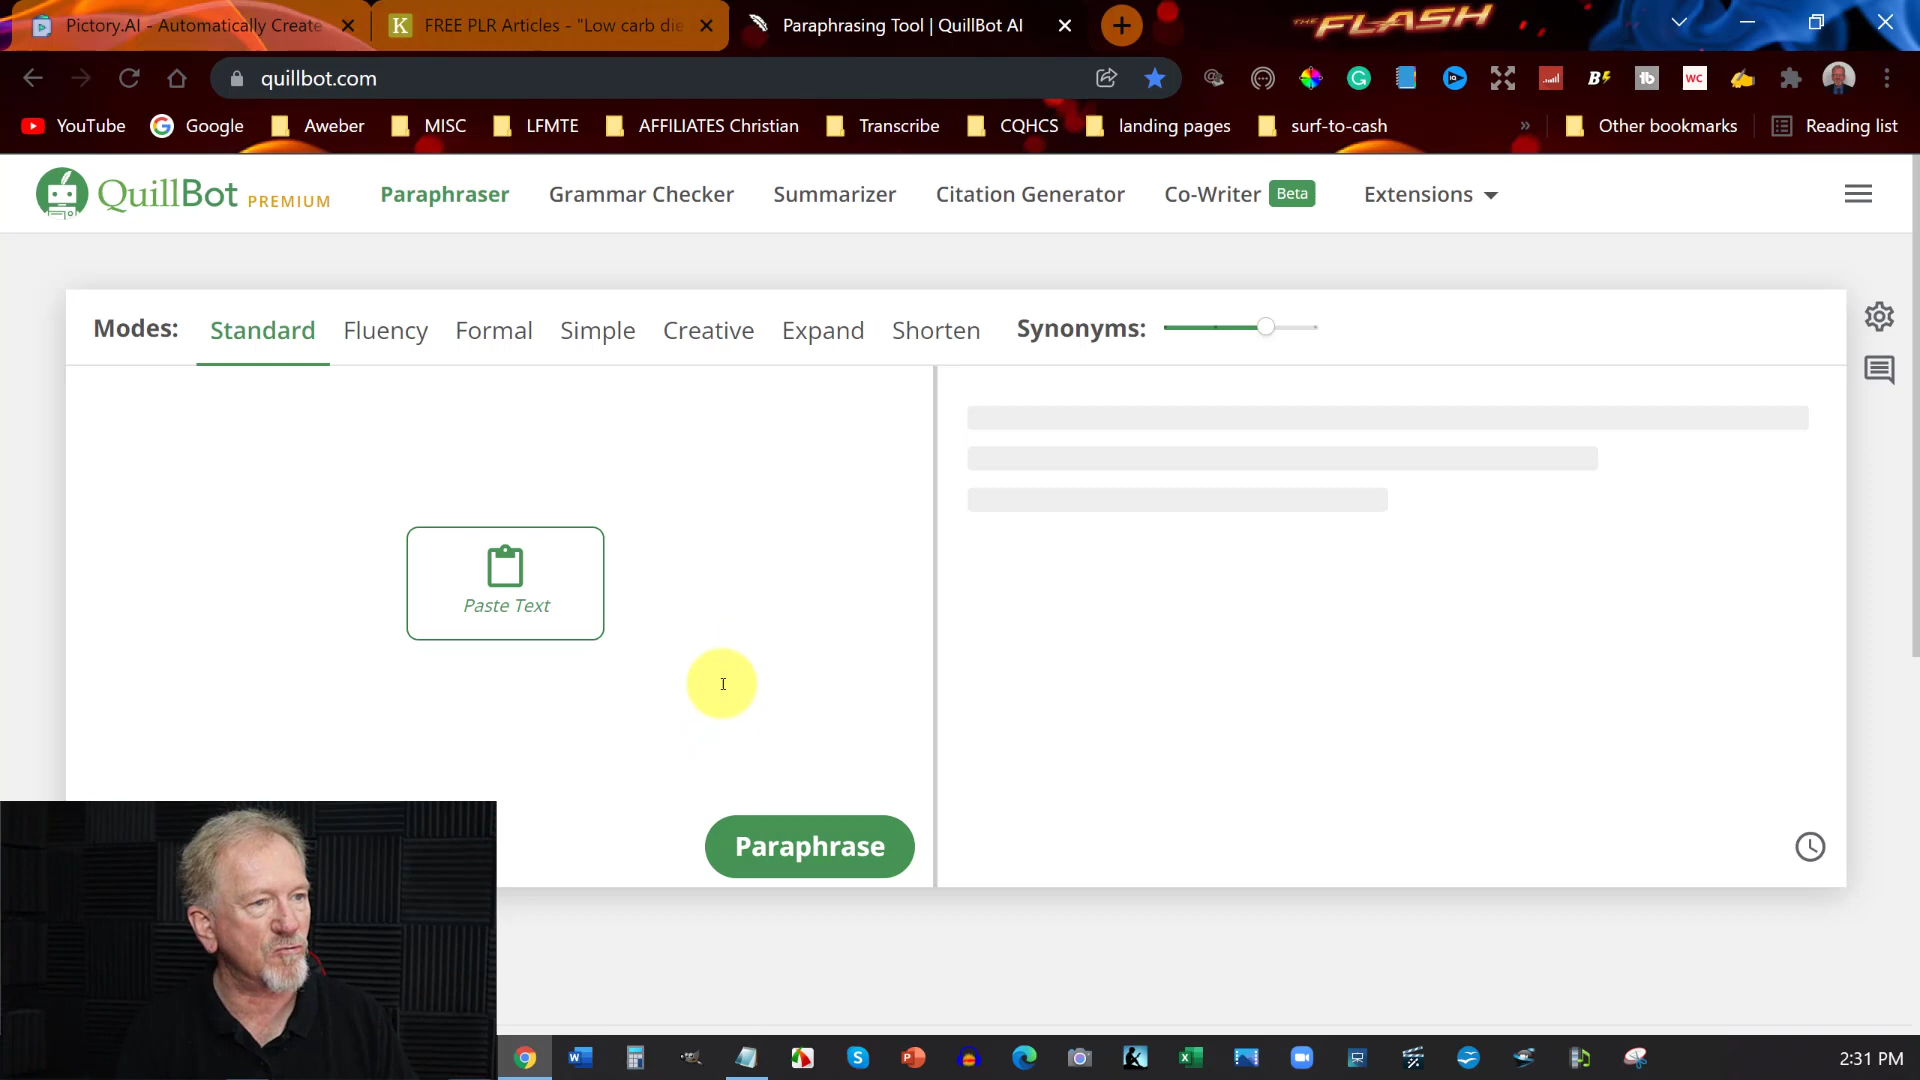 Pictory.AI - Automatically Create
FREE PLR Articles - "Low carb die
Paraphrasing Tool | QuillBot AI
THE FLASH
quillbot.com
YouTube
Google
Aweber
MISC
LFMTE
AFFILIATES Christian
Transcribe
CQHCS
landing pages
surf-to-cash
»
Other bookmarks
Reading list
QuillBot PREMIUM
Paraphraser
Grammar Checker
Summarizer
Citation Generator
Co-Writer Beta
Extensions
Modes:
Standard
Fluency
Formal
Simple
Creative
Expand
Shorten
Synonyms:
Paste Text
Paraphrase
2:31 PM